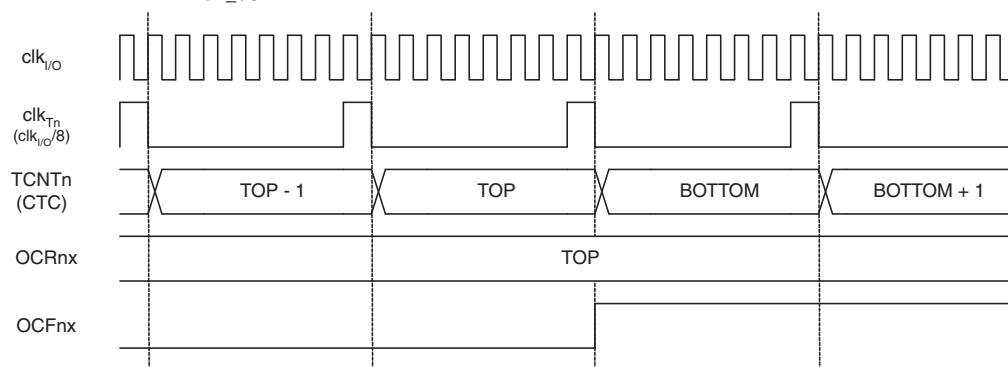 clkI/O
clkTn
(clkI/O/8)
TCNTn
(CTC)
TOP - 1
TOP
BOTTOM
BOTTOM + 1
OCRnx
TOP
OCFnx